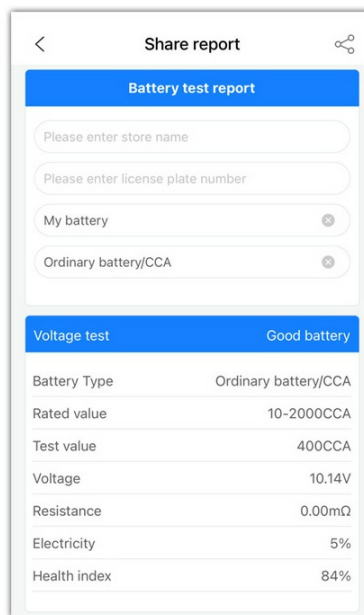 Share report
Battery test report
Please enter store name
Please enter license plate number
My battery
Ordinary battery/CCA
Voltage test Good battery
Battery Type Ordinary battery/CCA
Rated value 10-2000CCA
Test value 400CCA
Voltage 10.14V
Resistance 0.00mΩ
Electricity 5%
Health index 84%